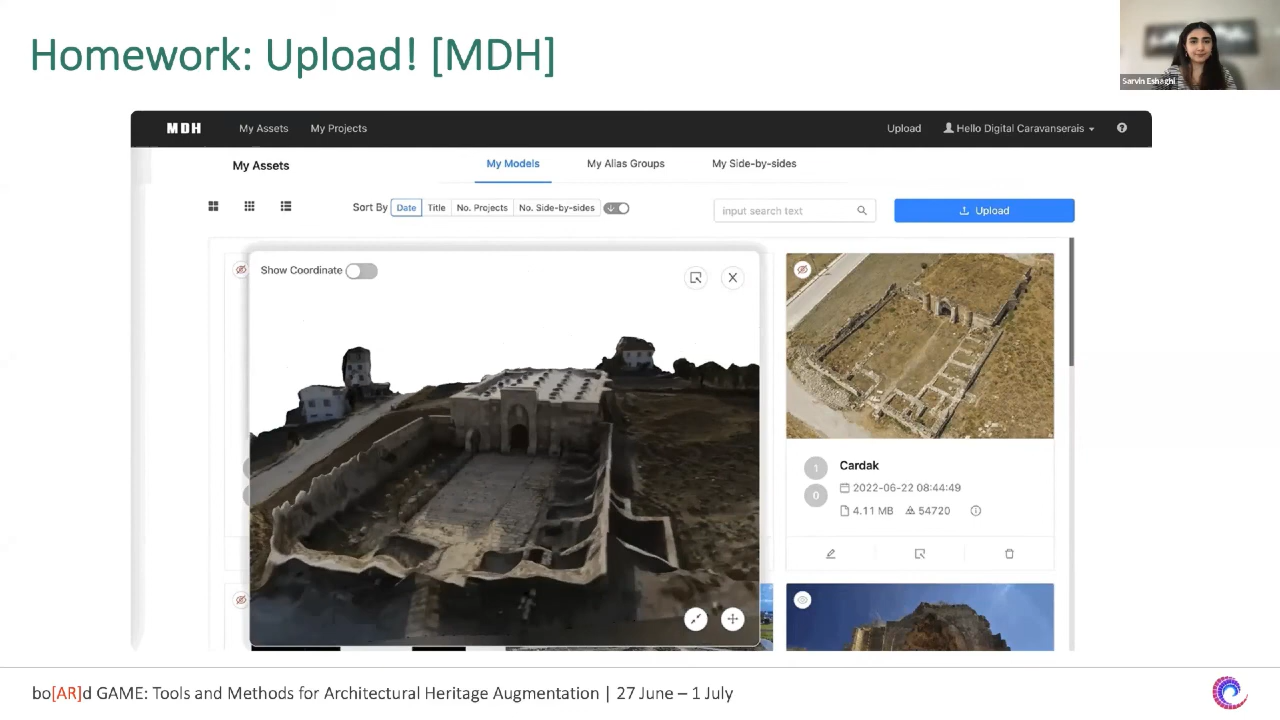 Homework: Upload! [MDH]
Sarvin Eshaghi
MDH My Assets My Projects Upload Hello Digital Caravanserais
My Assets My Models My Alias Groups My Side-by-sides
Sort By Date Title No. Projects No. Side-by-sides input search text Upload
Show Coordinate
Cardak
1
2022-06-22 08:44:49
0
4.11 MB 54720
bo[AR]d GAME: Tools and Methods for Architectural Heritage Augmentation | 27 June – 1 July